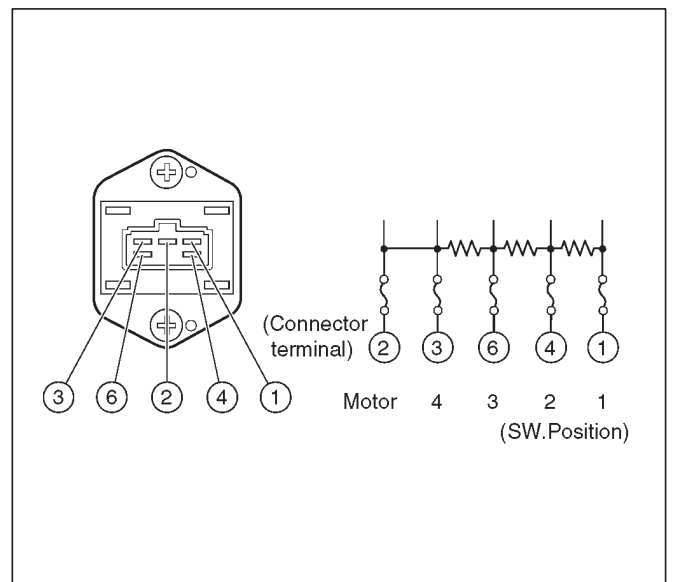 (Connector
terminal) ② ③ ⑥ ④ ①
③ ⑥ ② ④ ①
Motor 4 3 2 1
(SW.Position)